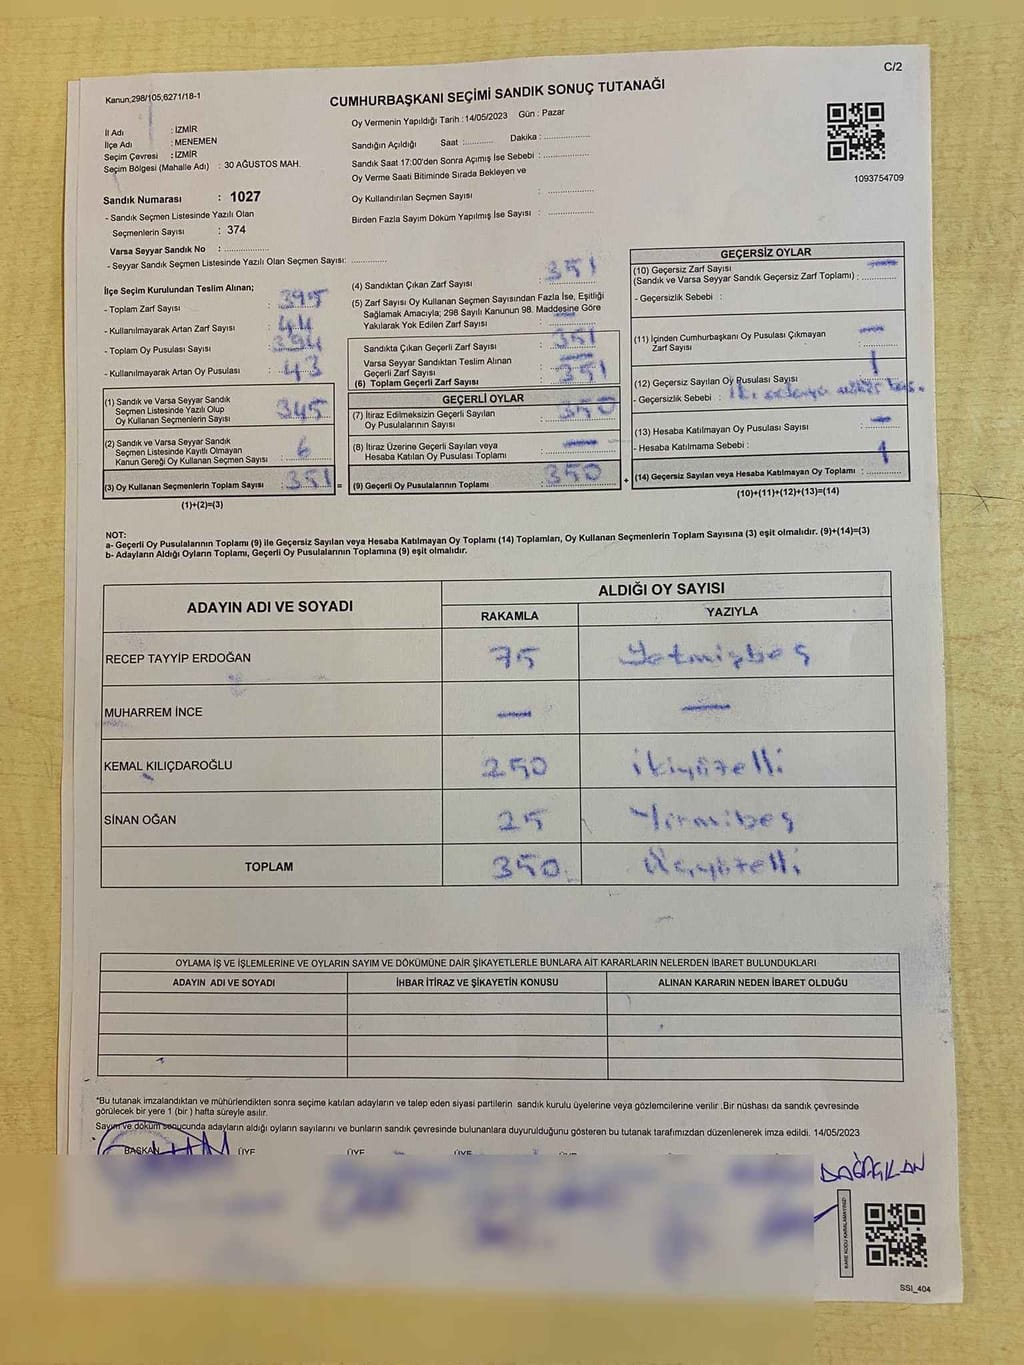 C/2
Kanun;298/105,6271/18-1
CUMHURBAŞKANI SEÇİMİ SANDIK SONUÇ TUTANAĞI
İl Adı : İZMİR
İlçe Adı : MENEMEN
Seçim Çevresi : İZMİR
Seçim Bölgesi (Mahalle Adı) : 30 AĞUSTOS MAH.
Sandık Numarası : 1027
- Sandık Seçmen Listesinde Yazılı Olan
Seçmenlerin Sayısı : 374
Varsa Seyyar Sandık No : ..................
- Seyyar Sandık Seçmen Listesinde Yazılı Olan Seçmen Sayısı: ..............
Oy Vermenin Yapıldığı Tarih : 14/05/2023 Gün : Pazar
Sandığın Açıldığı Saat :........... Dakika : ..................
Sandık Saat 17:00'den Sonra Açımış İse Sebebi : ..................
Oy Verme Saati Bitiminde Sırada Bekleyen ve
Oy Kullandırılan Seçmen Sayısı : ..................
Birden Fazla Sayım Döküm Yapılmış İse Sayısı : ..................
1093754709
İlçe Seçim Kurulundan Teslim Alınan;
- Toplam Zarf Sayısı : 395
- Kullanılmayarak Artan Zarf Sayısı : 44
- Toplam Oy Pusulası Sayısı : 394
- Kullanılmayarak Artan Oy Pusulası : 43
(1) Sandık ve Varsa Seyyar Sandık
Seçmen Listesinde Yazılı Olup
Oy Kullanan Seçmenlerin Sayısı : 345
(2) Sandık ve Varsa Seyyar Sandık
Seçmen Listesinde Kayıtlı Olmayan
Kanun Gereği Oy Kullanan Seçmen Sayısı : 6
(3) Oy Kullanan Seçmenlerin Toplam Sayısı : 351 =
(1)+(2)=(3)
(4) Sandıktan Çıkan Zarf Sayısı : 351
(5) Zarf Sayısı Oy Kullanan Seçmen Sayısından Fazla İse, Eşitliği
Sağlamak Amacıyla; 298 Sayılı Kanunun 98. Maddesine Göre
Yakılarak Yok Edilen Zarf Sayısı : —
Sandıkta Çıkan Geçerli Zarf Sayısı : 351
Varsa Seyyar Sandıktan Teslim Alınan
Geçerli Zarf Sayısı : —
(6) Toplam Geçerli Zarf Sayısı : 351
GEÇERLİ OYLAR
(7) İtiraz Edilmeksizin Geçerli Sayılan
Oy Pusulasının Sayısı : 350
(8) İtiraz Üzerine Geçerli Sayılan veya
Hesaba Katılan Oy Pusulası Toplamı : —
(9) Geçerli Oy Pusulalarının Toplamı : 350 +
GEÇERSİZ OYLAR
(10) Geçersiz Zarf Sayısı
(Sandık ve Varsa Seyyar Sandık Geçersiz Zarf Toplamı) : —
- Geçersizlik Sebebi :
(11) İçinden Cumhurbaşkanı Oy Pusulası Çıkmayan
Zarf Sayısı : —
(12) Geçersiz Sayılan Oy Pusulası Sayısı : 1
- Geçersizlik Sebebi : İki mühür
(13) Hesaba Katılmayan Oy Pusulası Sayısı : —
- Hesaba Katılmama Sebebi :
(14) Geçersiz Sayılan veya Hesaba Katılmayan Oy Toplamı : 1
(10)+(11)+(12)+(13)=(14)
NOT:
a- Geçerli Oy Pusulalarının Toplamı (9) ile Geçersiz Sayılan veya Hesaba Katılmayan Oy Toplamı (14) Toplamları, Oy Kullanan Seçmenlerin Toplam Sayısına (3) eşit olmalıdır. (9)+(14)=(3)
b- Adayların Aldığı Oyların Toplamı, Geçerli Oy Pusulalarının Toplamına (9) eşit olmalıdır.
ADAYIN ADI VE SOYADI ALDIĞI OY SAYISI
RAKAMLA YAZIYLA
RECEP TAYYİP ERDOĞAN 75 Yetmişbeş
MUHARREM İNCE — —
KEMAL KILIÇDAROĞLU 250 ikiyüzelli
SİNAN OĞAN 25 Yirmibeş
TOPLAM 350 Üçyüzelli
OYLAMA İŞ VE İŞLEMLERİNE VE OYLARIN SAYIM VE DÖKÜMÜNE DAİR ŞİKAYETLERLE BUNLARA AİT KARARLARIN NELERDEN İBARET BULUNDUKLARI
ADAYIN ADI VE SOYADI İHBAR İTİRAZ VE ŞİKAYETİN KONUSU ALINAN KARARIN NEDEN İBARET OLDUĞU
*Bu tutanak imzalandıktan ve mühürlendikten sonra seçime katılan adayların ve talep eden siyasi partilerin sandık kurulu üyelerine veya gözlemcilerine verilir .Bir nüshası da sandık çevresinde
görülecek bir yere 1 (bir ) hafta süreyle asılır.
Sayım ve döküm sonucunda adayların aldığı oyların sayılarını ve bunların sandık çevresinde bulunanlara duyurulduğunu gösteren bu tutanak tarafımızdan düzenlenerek imza edildi. 14/05/2023
BAŞKAN ÜYE ÜYE ÜYE ÜYE
KARE KODU KARALAMAYINIZ!
SSI_404